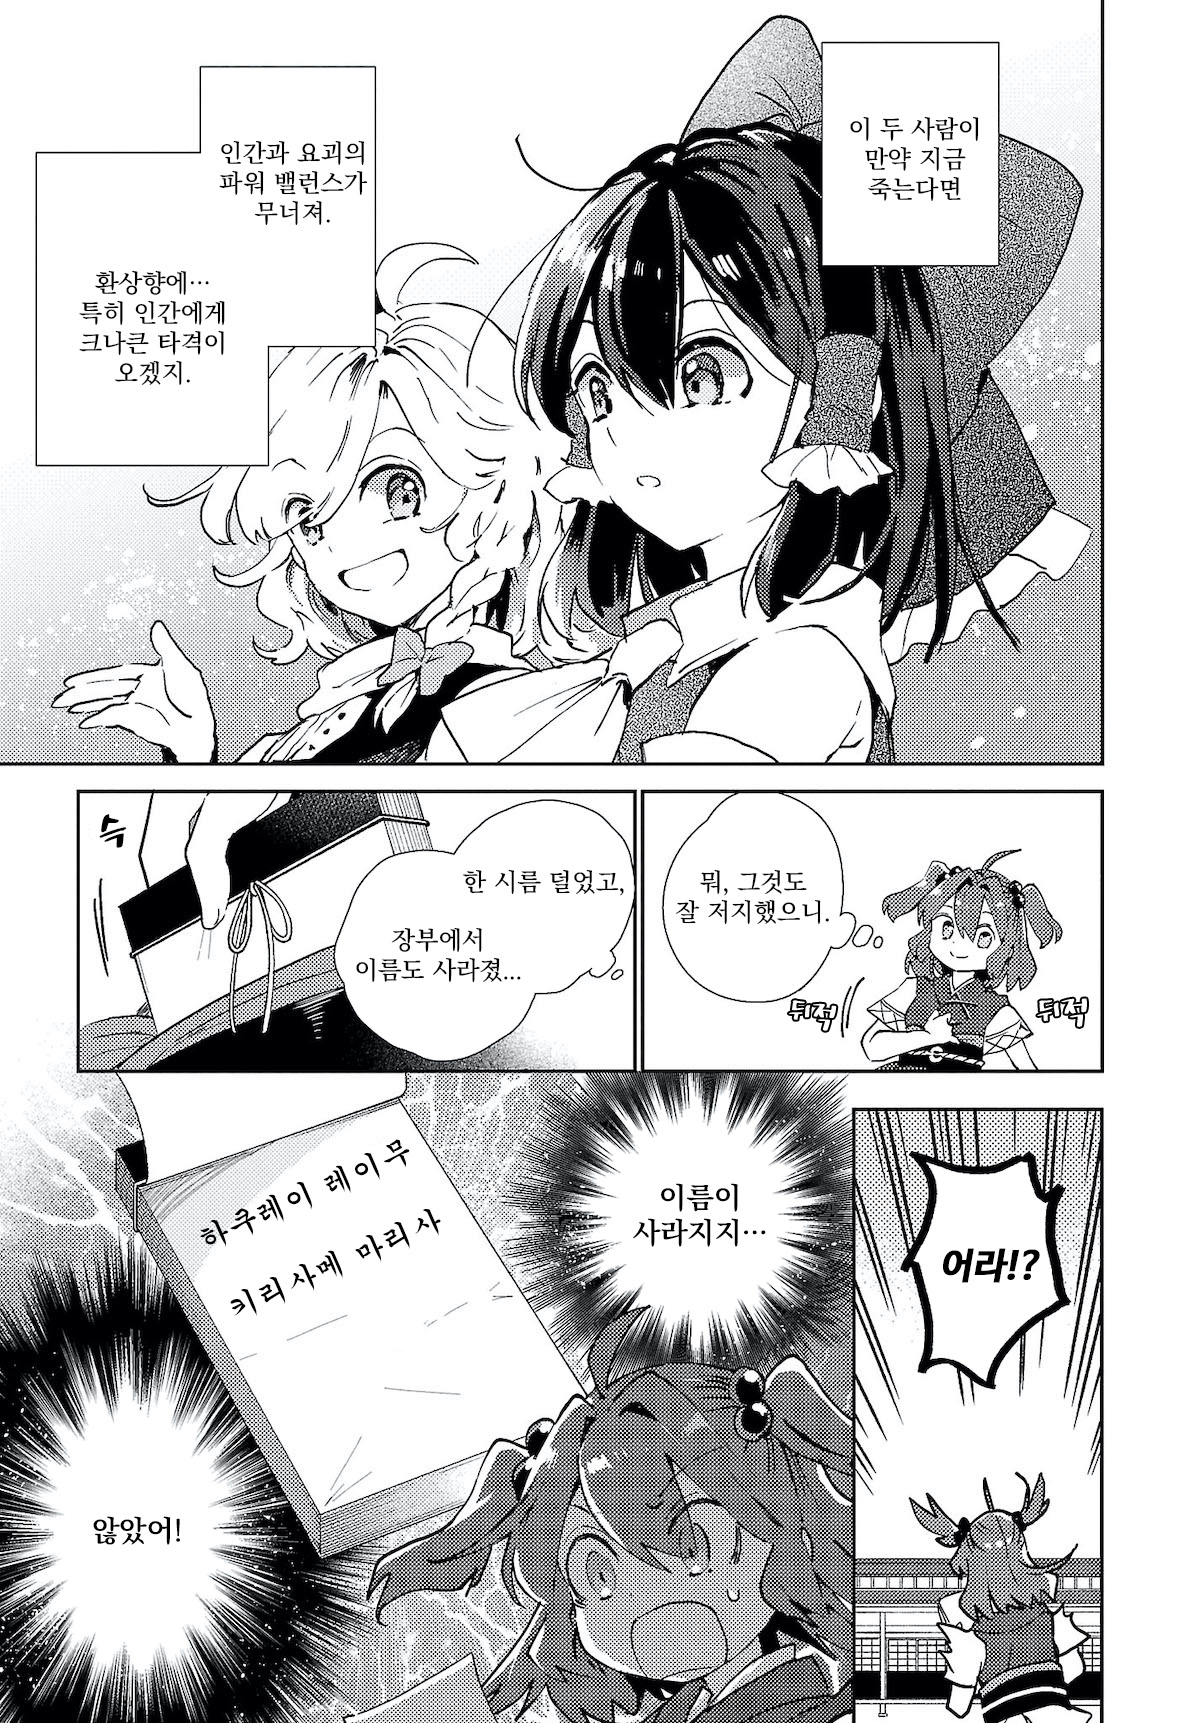 이 두 사람이
만약 지금
죽는다면
인간과 요괴의
파워 밸런스가
무너져.
환상향에…
특히 인간에게
크나큰 타격이
오겠지.
뭐, 그것도
잘 저지했으니.
뒤적
뒤적
한 시름 덜었고,
장부에서
이름도 사라졌...
슥
어라!?
이름이
사라지지…
하쿠레이 레이무
키리사메 마리사
않았어!